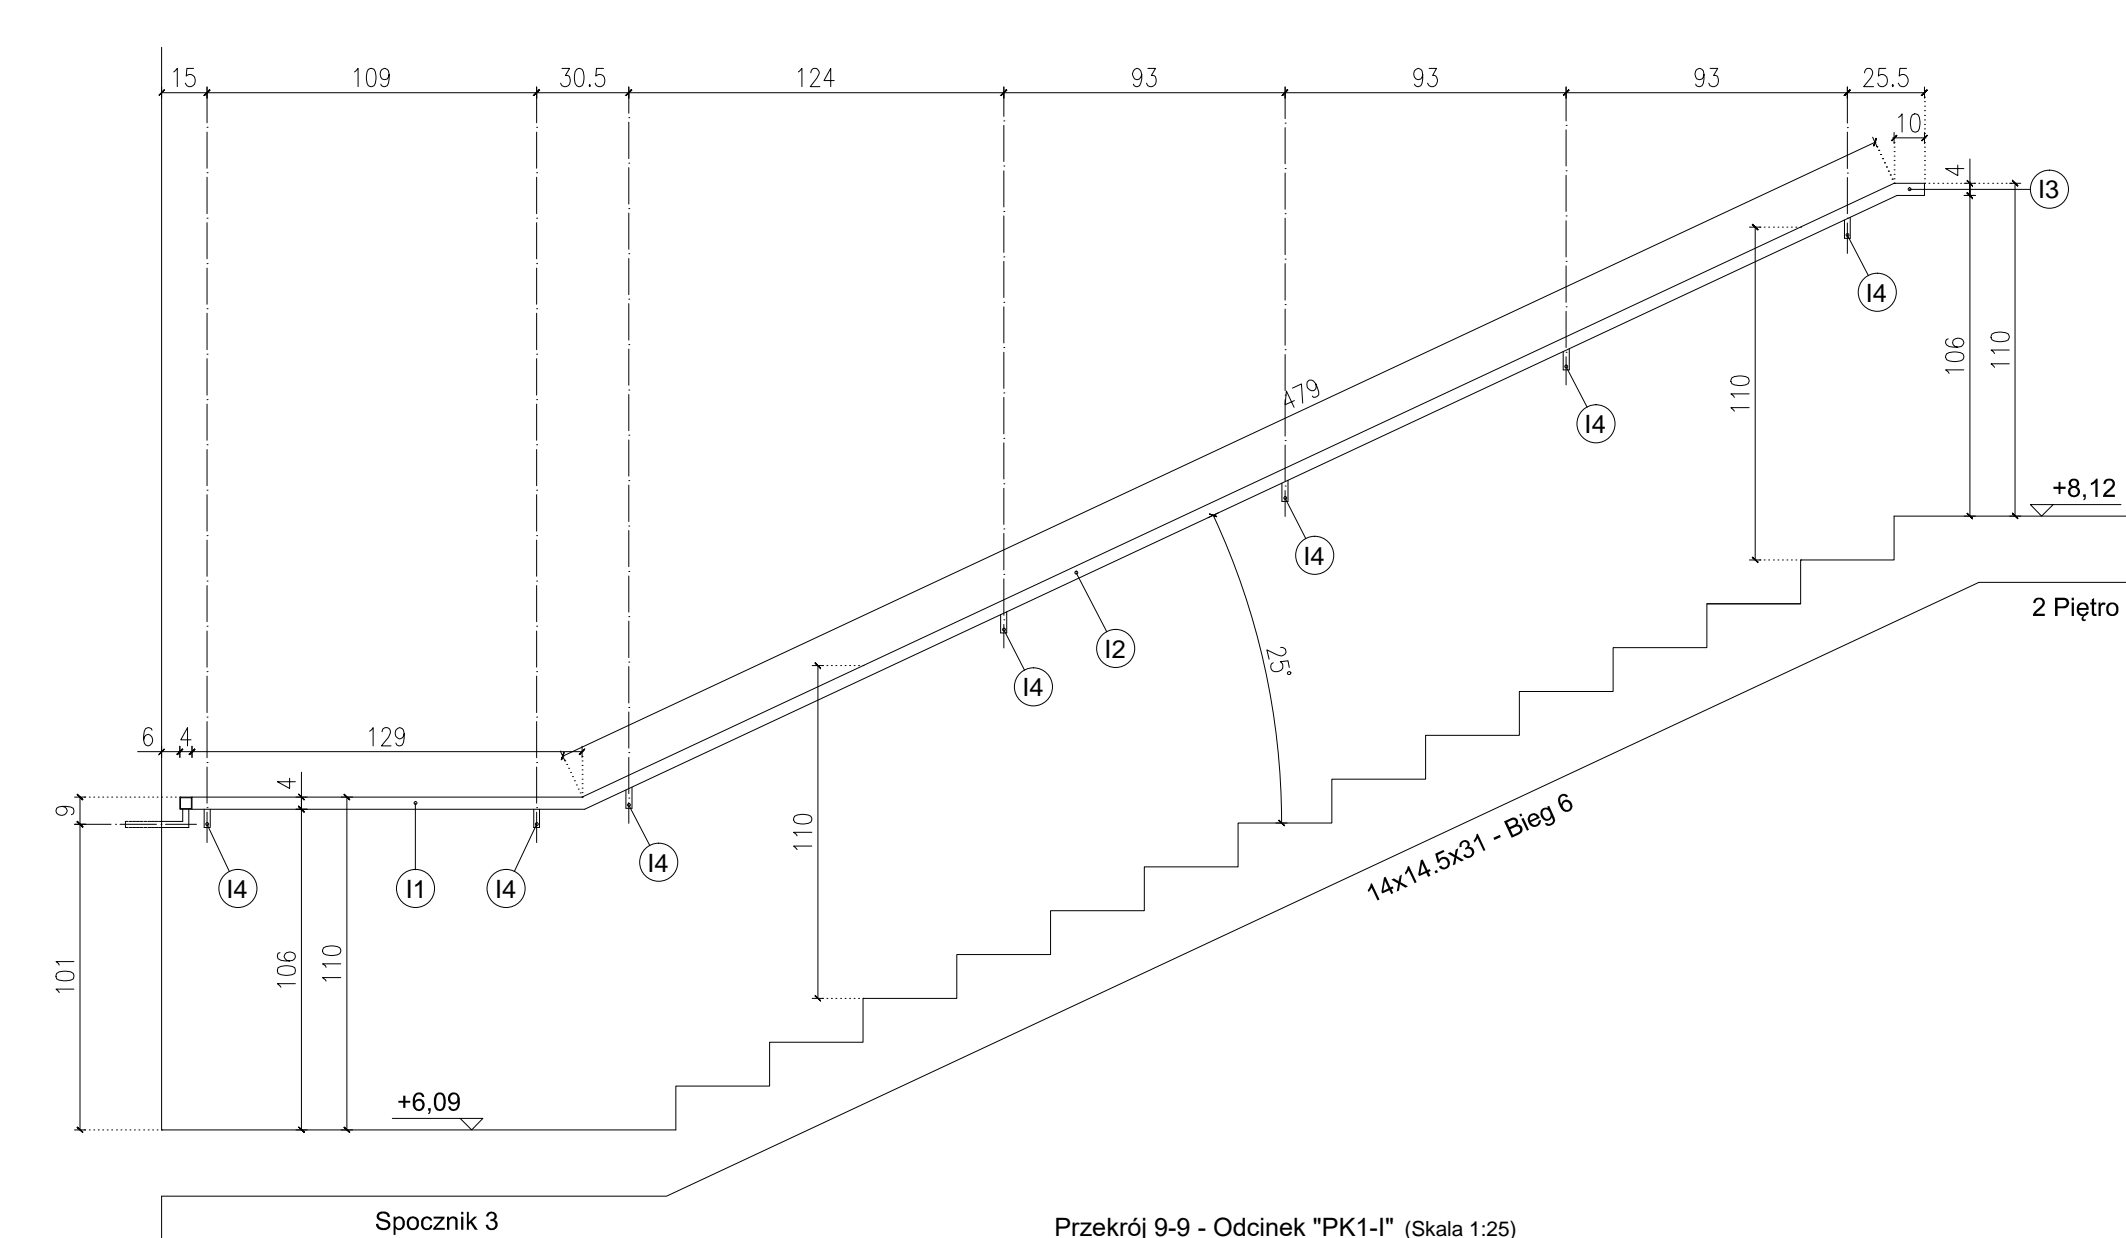 15 109 30.5 124 93 93 93 25.5
10
4
I3
I4
479
106
110
110
I4
+8,12
I4
2 Piętro
I2
25°
I4
6 4 129
4
9
110
14x14.5x31 - Bieg 6
I4
I4
I1
I4
101
106
110
+6,09
Spocznik 3
Przekrój 9-9 - Odcinek "PK1-I" (Skala 1:25)